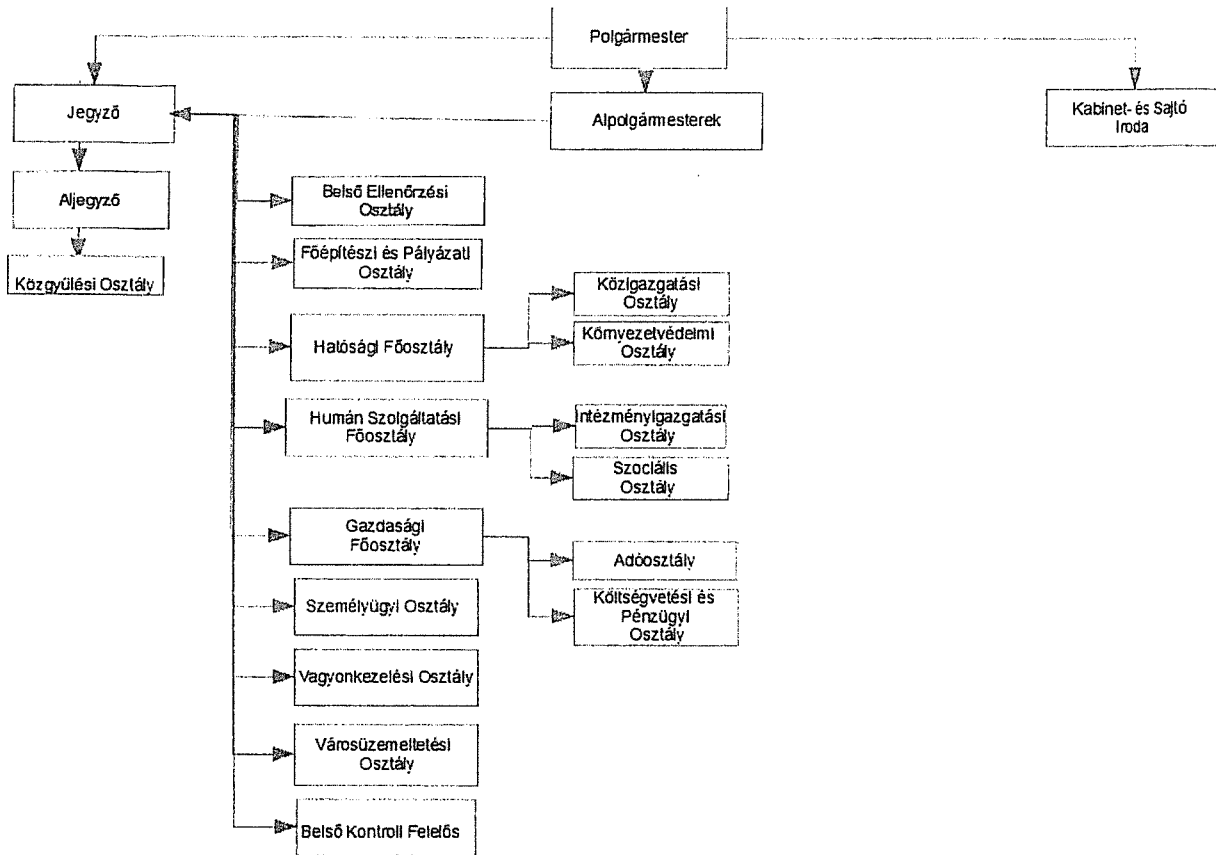 Polgármester
Jegyző
Alpolgármesterek
Kabinet- és Sajtó
Iroda
Aljegyző
Közgyűlési Osztály
Belső Ellenőrzési
Osztály
Főépítészi és Pályázati
Osztály
Hatósági Főosztály
Közigazgatási
Osztály
Környezetvédelmi
Osztály
Humán Szolgáltatási
Főosztály
Intézményigazgatási
Osztály
Szociális
Osztály
Gazdasági
Főosztály
Adóosztály
Költségvetési és
Pénzügyi
Osztály
Személyügyi Osztály
Vagyonkezelési Osztály
Városüzemeltetési
Osztály
Belső Kontroll Felelős